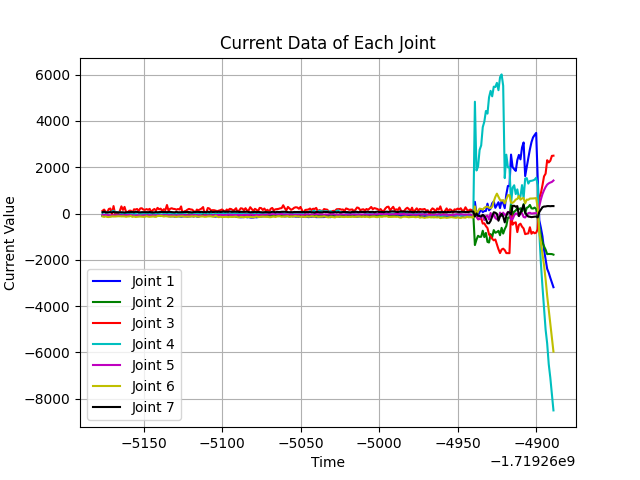 Current Data of Each Joint
Current Value
6000
4000
2000
0
−2000
−4000
−6000
−8000
Joint 1
Joint 2
Joint 3
Joint 4
Joint 5
Joint 6
Joint 7
−5150 −5100 −5050 −5000 −4950 −4900
Time
−1.71926e9